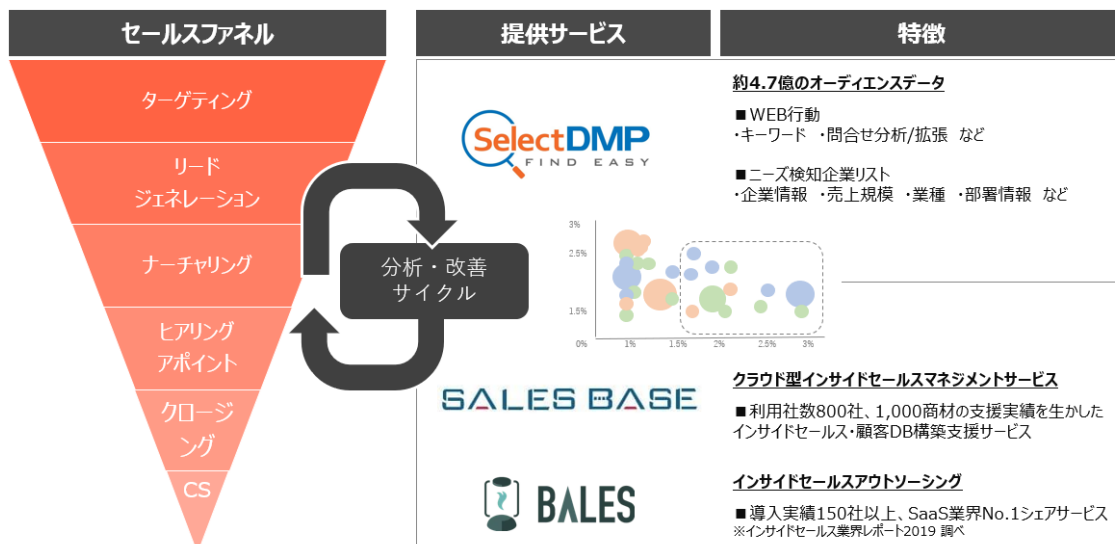 セールスファネル
提供サービス
特徴
ターゲティング
リード
ジェネレーション
ナーチャリング
ヒアリング
アポイント
クロージ
ング
CS
分析・改善
サイクル
SelectDMP
FIND EASY
約4.7億のオーディエンスデータ
■WEB行動
・キーワード ・問合せ分析/拡張 など
■ニーズ検知企業リスト
・企業情報 ・売上規模 ・業種 ・部署情報 など
3%
2.5%
1.5%
0%
1%
1.5%
2%
2.5%
3%
SALES BASE
クラウド型インサイドセールスマネジメントサービス
■利用社数800社、1,000商材の支援実績を生かした
インサイドセールス・顧客DB構築支援サービス
BALES
インサイドセールスアウトソーシング
■導入実績150社以上、SaaS業界No.1シェアサービス
※インサイドセールス業界レポート2019 調べ